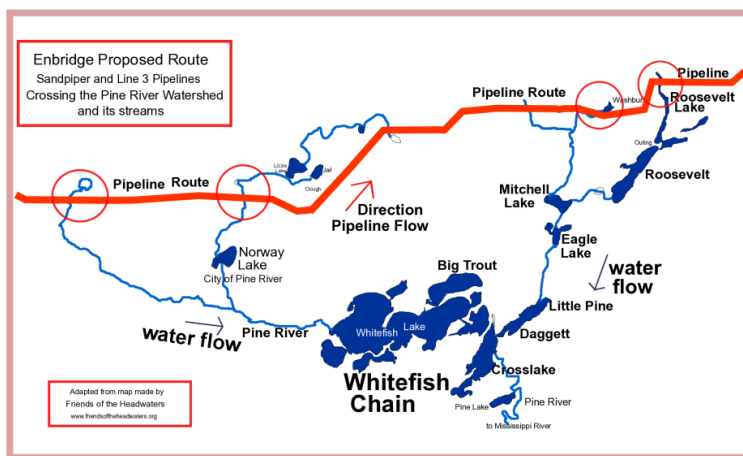 Enbridge Proposed Route
Sandpiper and Line 3 Pipelines
Crossing the Pine River Watershed
and its streams
Pipeline
Pipeline Route
Washburn
Roosevelt
Lake
Outing
Roosevelt
Lizzie
Lake
Jail
Clough
Pipeline Route
Direction
Pipeline Flow
Mitchell
Lake
Eagle
Lake
Norway
Lake
City of Pine River
Big Trout
water
flow
Little Pine
Daggett
water flow
Pine River
Whitefish Lake
Crosslake
Whitefish
Chain
Pine Lake
Pine River
to Mississippi River
Adapted from map made by
Friends of the Headwaters
www.friendsoftheheadwaters.org